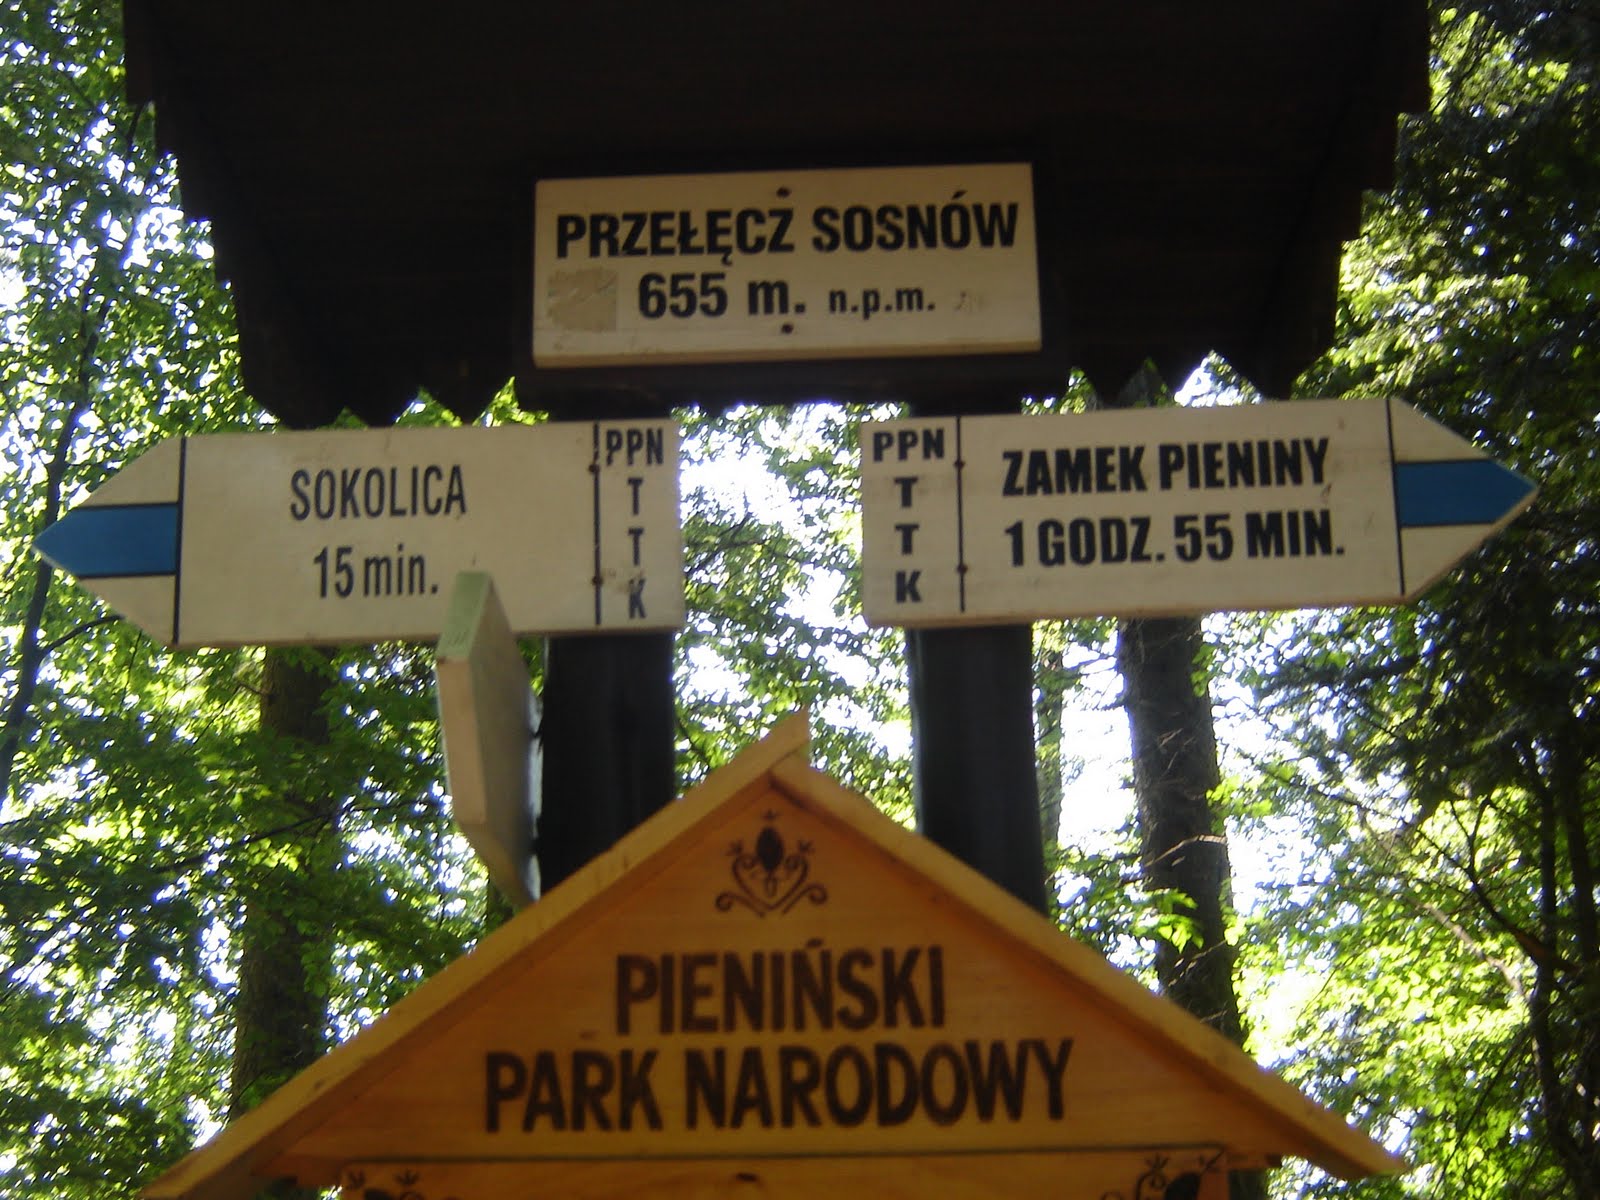 PRZEŁĘCZ SOSNÓW
655 m. n.p.m.
SOKOLICA
15 min.
PPN
T
T
K
PPN
T
T
K
ZAMEK PIENINY
1 GODZ. 55 MIN.
PIENIŃSKI
PARK NARODOWY